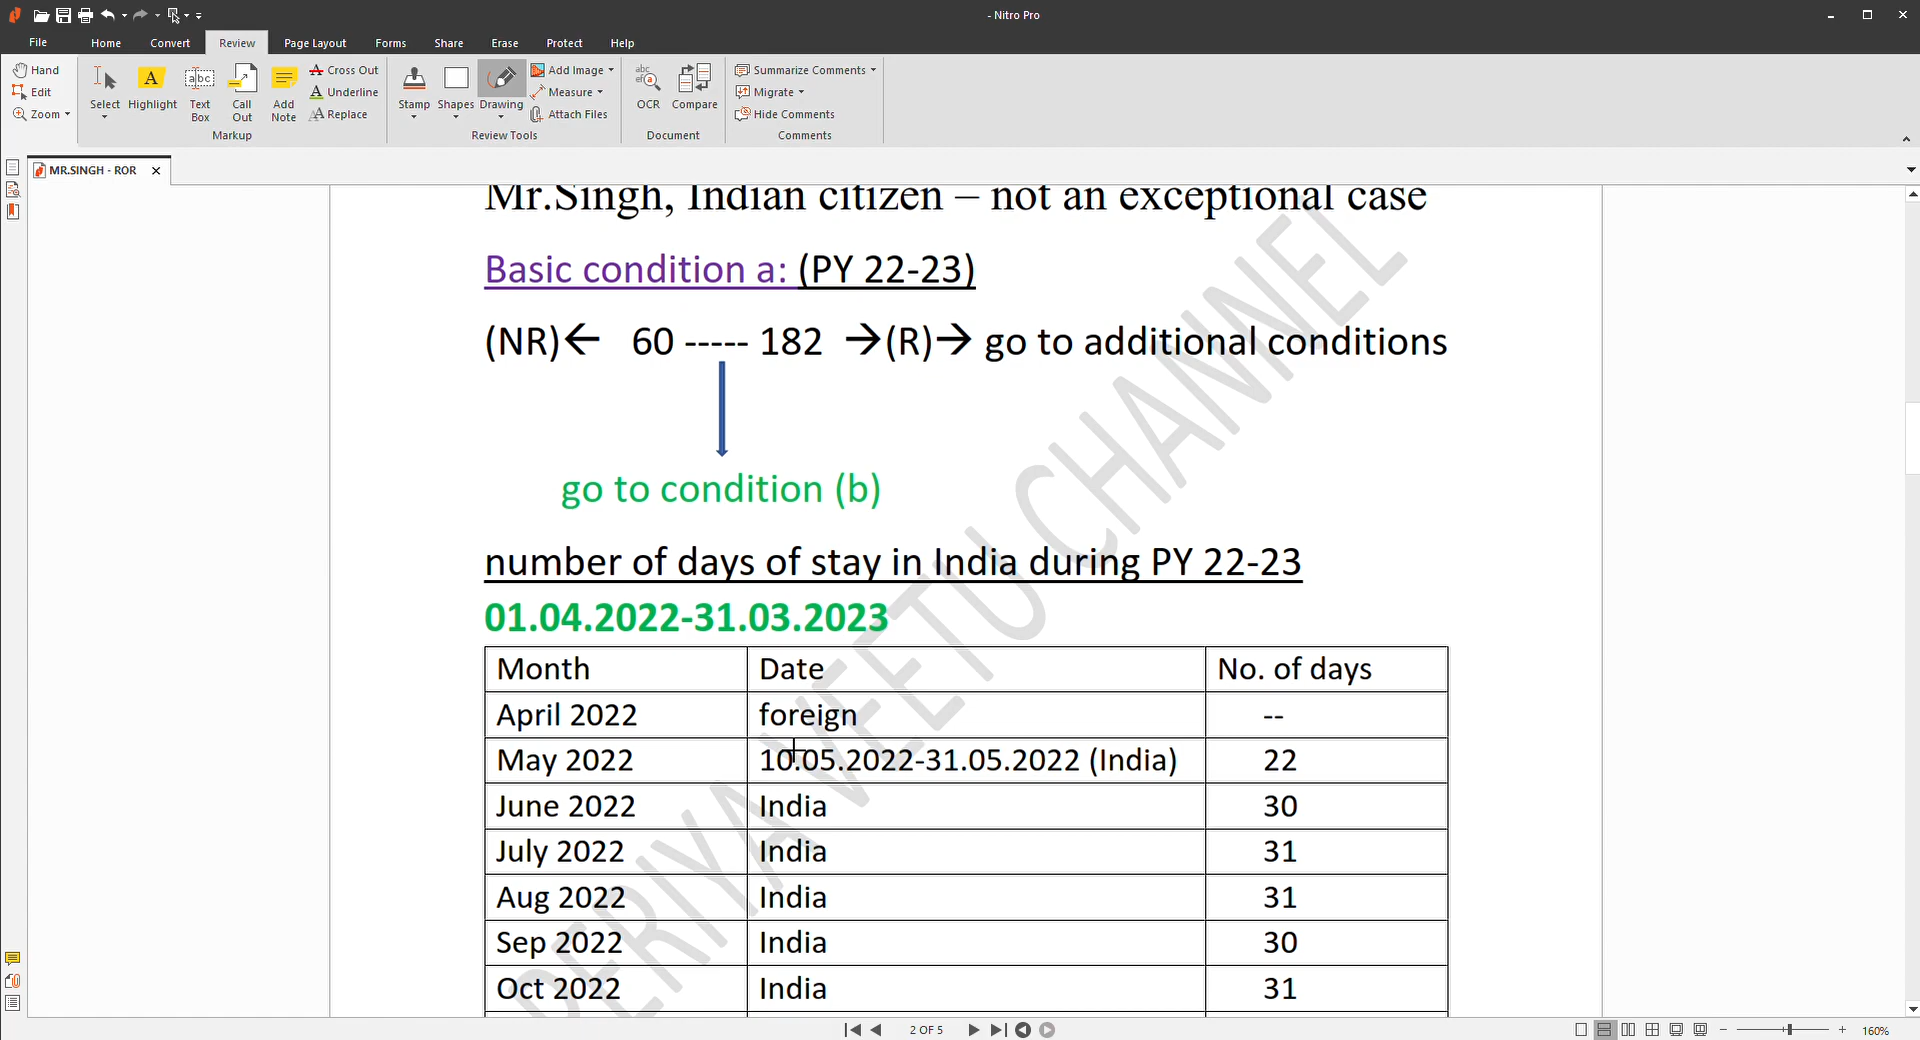 - Nitro Pro
File Home Convert Review Page Layout Forms Share Erase Protect Help
Hand
Edit
Zoom
Select
Highlight
Text Box
Call Out
Add Note
Cross Out
Underline
Replace
Markup
Stamp
Shapes
Drawing
Add Image
Measure
Attach Files
Review Tools
OCR
Compare
Document
Summarize Comments
Migrate
Hide Comments
Comments
MR.SINGH - ROR
Mr.Singh, Indian citizen – not an exceptional case
Basic condition a: (PY 22-23)
(NR)← 60 ----- 182 →(R)→ go to additional conditions
go to condition (b)
number of days of stay in India during PY 22-23
01.04.2022-31.03.2023
Month Date No. of days
April 2022 foreign --
May 2022 10.05.2022-31.05.2022 (India) 22
June 2022 India 30
July 2022 India 31
Aug 2022 India 31
Sep 2022 India 30
Oct 2022 India 31
PERIYA VEETU CHANNEL
2 OF 5
160%